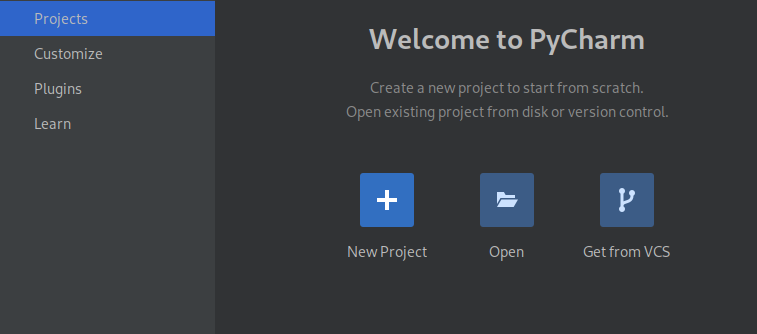 Projects
Customize
Plugins
Learn
Welcome to PyCharm
Create a new project to start from scratch.
Open existing project from disk or version control.
New Project
Open
Get from VCS